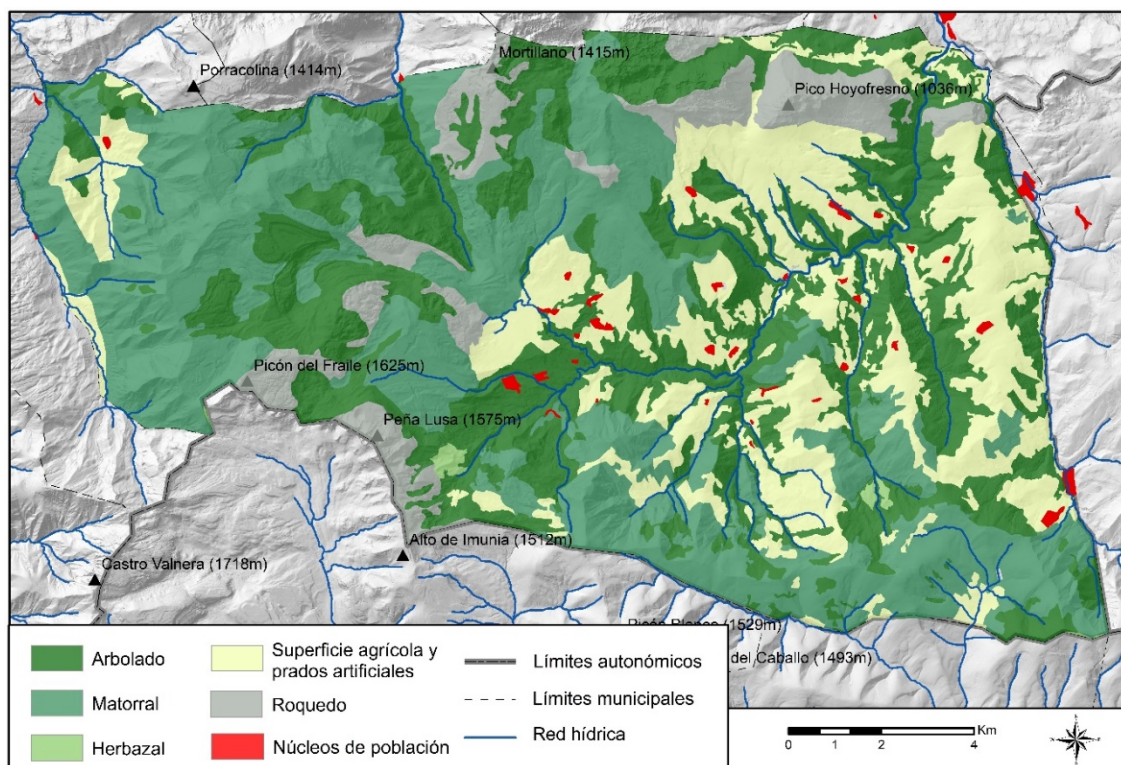 Mortillano (1415m)
Porracolina (1414m)
Pico Hoyofresno (1036m)
Picón del Fraile (1625m)
Peña Lusa (1575m)
Alto de Imunia (1512m)
Castro Valnera (1718m)
(1529m)
del Caballo (1493m)
Arbolado
Matorral
Herbazal
Superficie agrícola y
prados artificiales
Roquedo
Núcleos de población
Límites autonómicos
Límites municipales
Red hídrica
Km
0 1 2 4